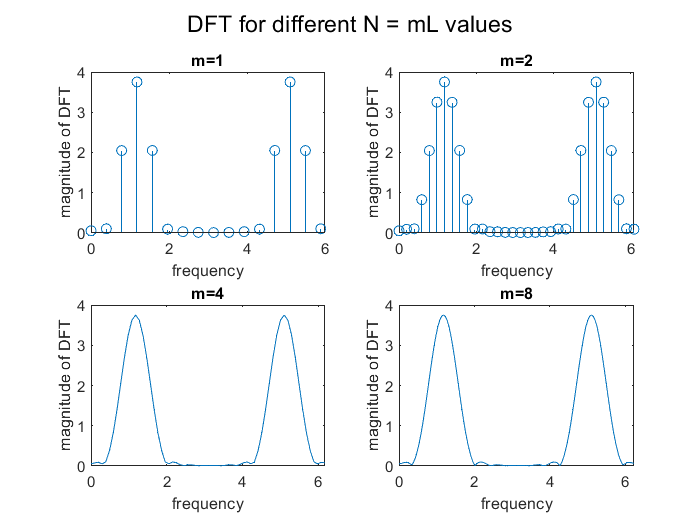 DFT for different N = mL values
m=1
magnitude of DFT
4
3
2
1
0
0 2 4 6
frequency
m=2
magnitude of DFT
4
3
2
1
0
0 2 4 6
frequency
m=4
magnitude of DFT
4
3
2
1
0
0 2 4 6
frequency
m=8
magnitude of DFT
4
3
2
1
0
0 2 4 6
frequency